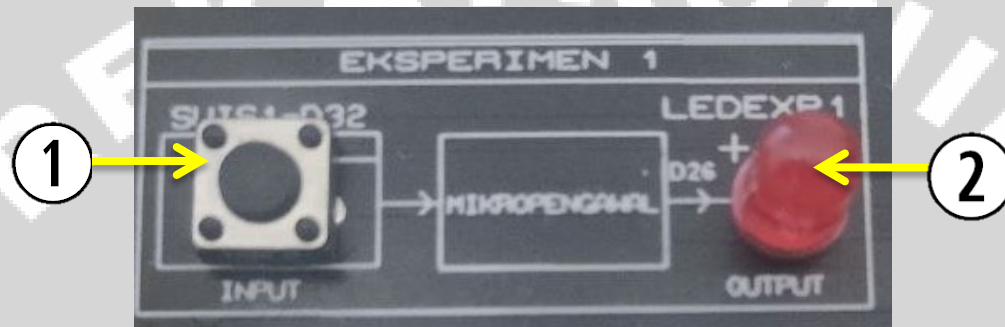 EKSPERIMEN 1
SUIS1-D32
LEDEXP1
1
+
D26
2
MIKROPENGAWAL
INPUT
OUTPUT